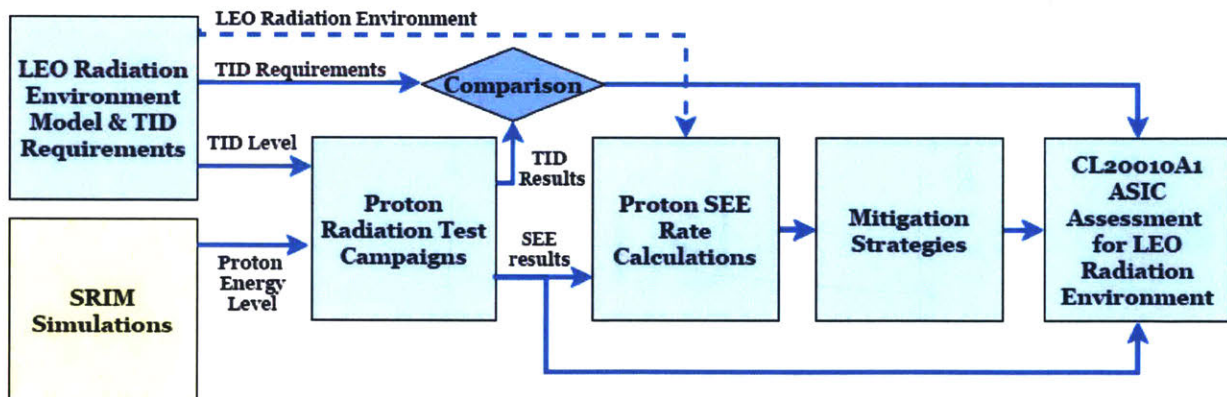 LEO Radiation Environment
LEO Radiation
Environment
Model & TID
Requirements
TID Requirements
Comparison
TID Level
TID
Results
Proton
Radiation Test
Campaigns
Proton
Energy
Level
SRIM
Simulations
SEE
results
Proton SEE
Rate
Calculations
Mitigation
Strategies
CL20010A1
ASIC
Assessment
for LEO
Radiation
Environment